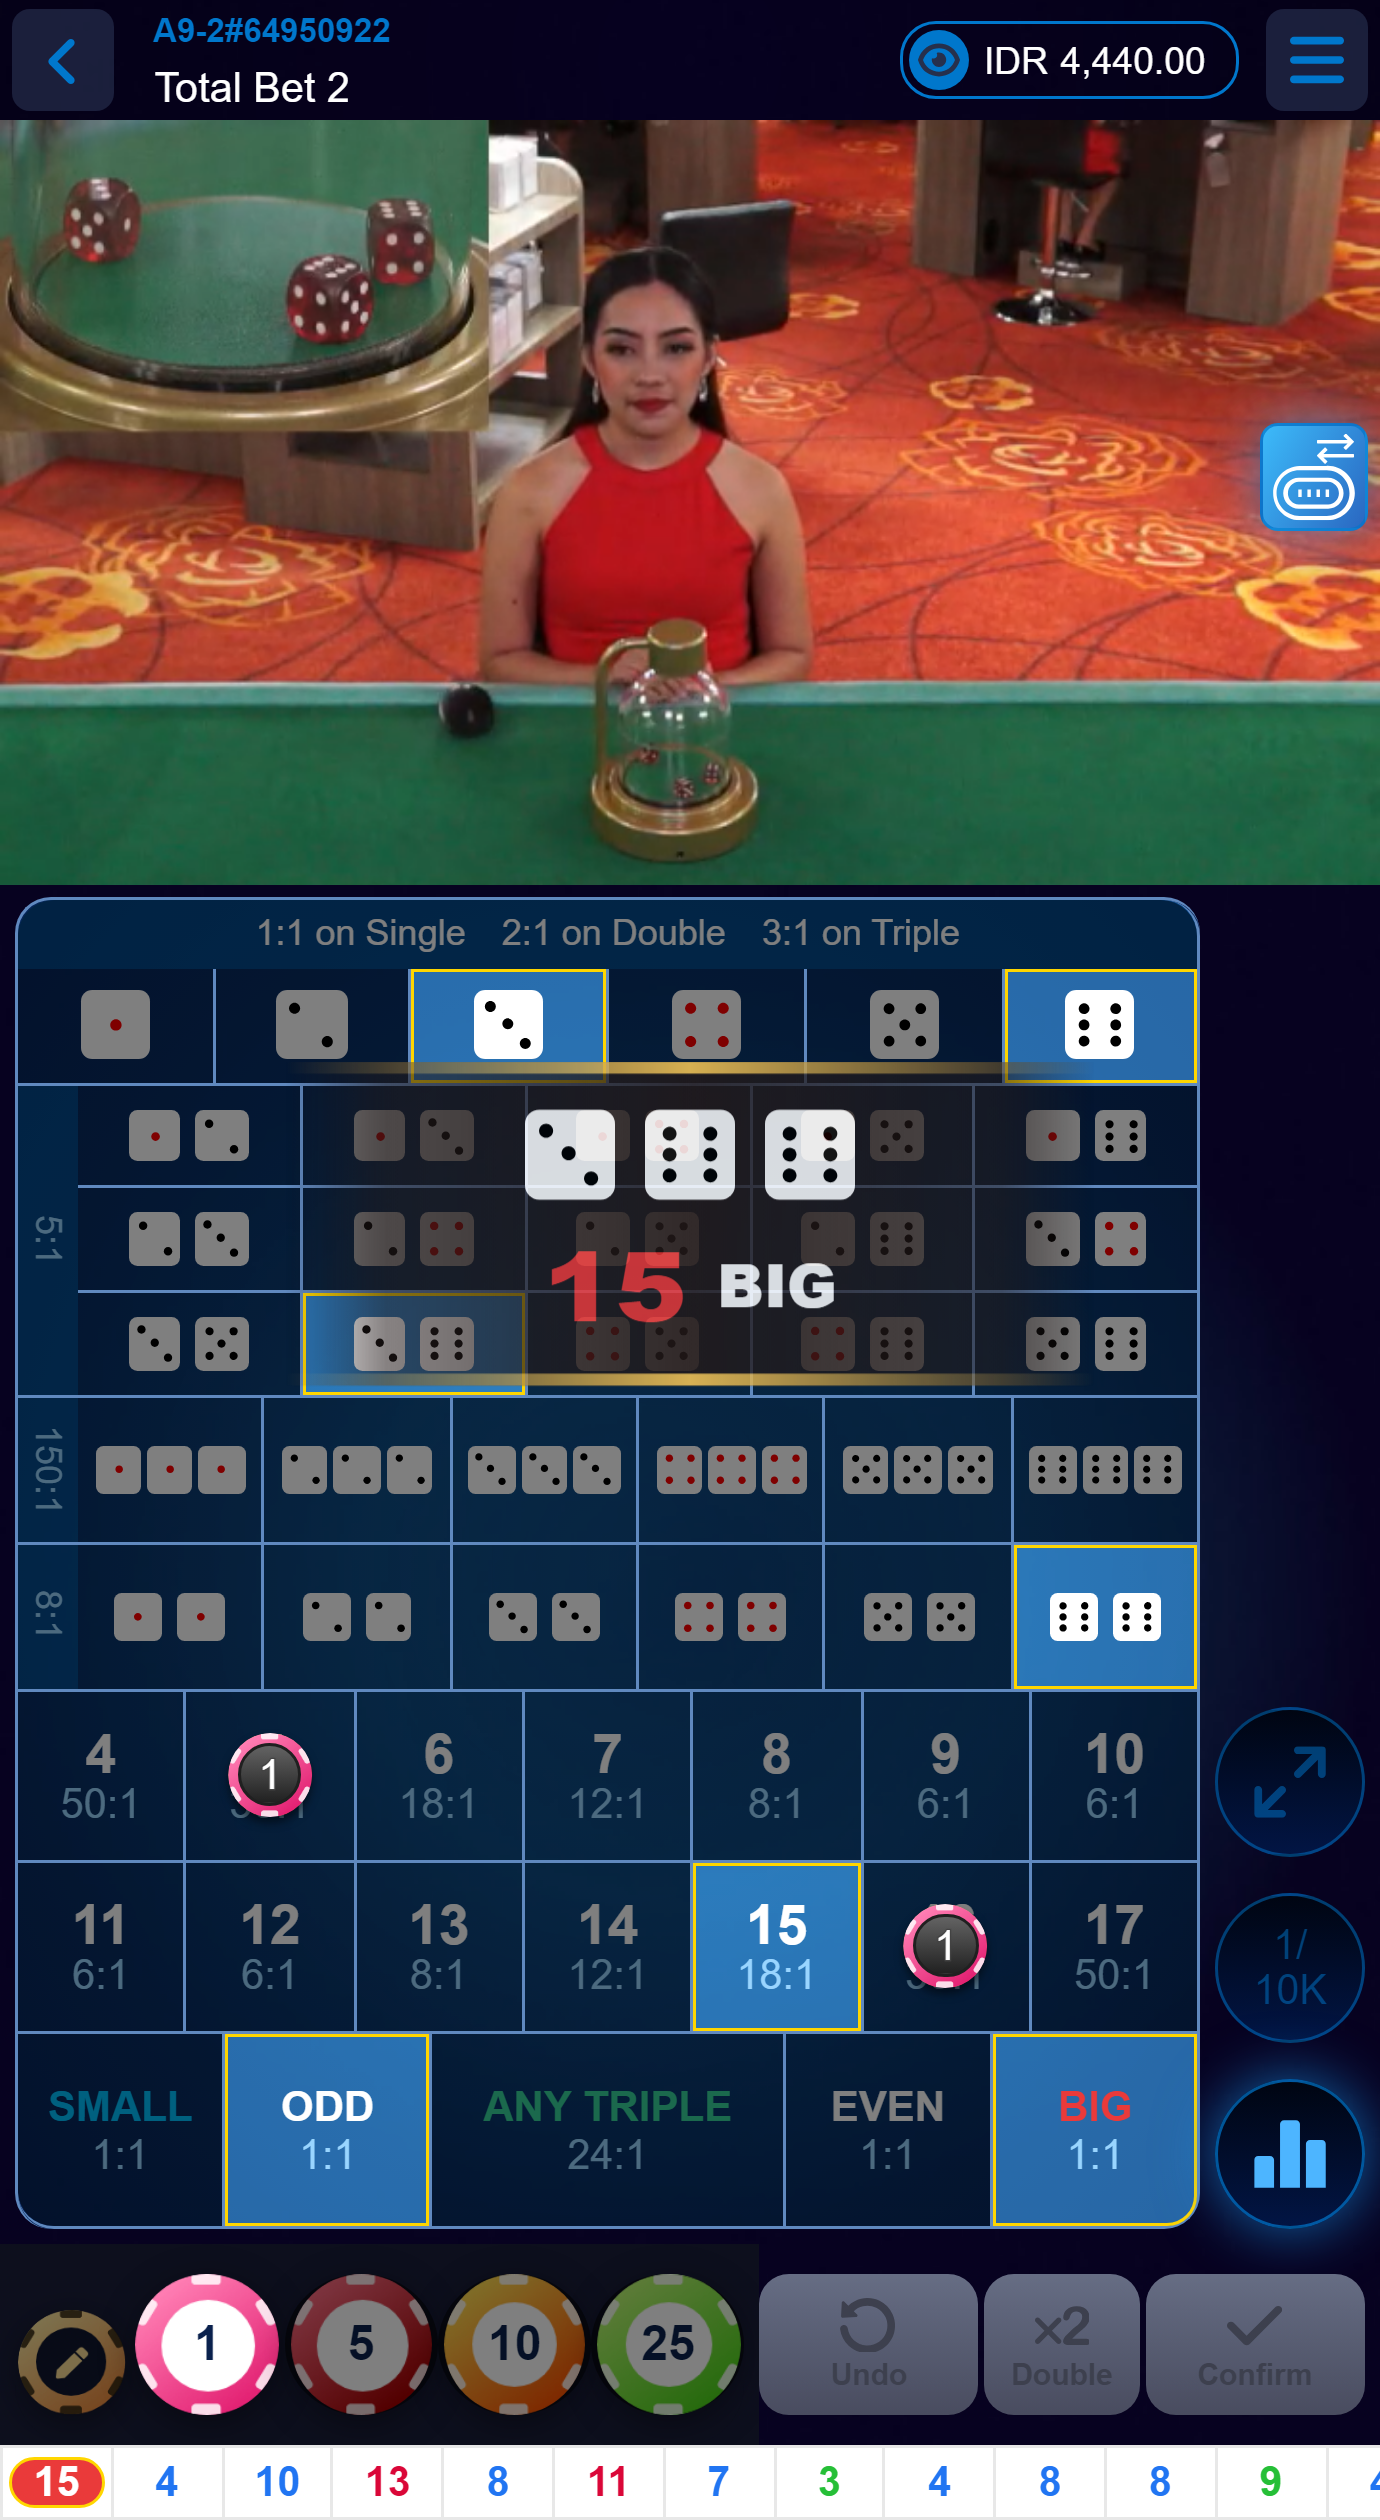 A9-2#64950922
Total Bet 2
IDR 4,440.00
1:1 on Single 2:1 on Double 3:1 on Triple
15 BIG
5:1
150:1
8:1
4 1 6 7 8 9 10
50:1 18:1 12:1 8:1 6:1 6:1
11 12 13 14 15 1 17
6:1 6:1 8:1 12:1 18:1 50:1
1/
10K
SMALL ODD ANY TRIPLE EVEN BIG
1:1 1:1 24:1 1:1 1:1
1 5 10 25
x2
Undo Double Confirm
15 4 10 13 8 11 7 3 4 8 8 9